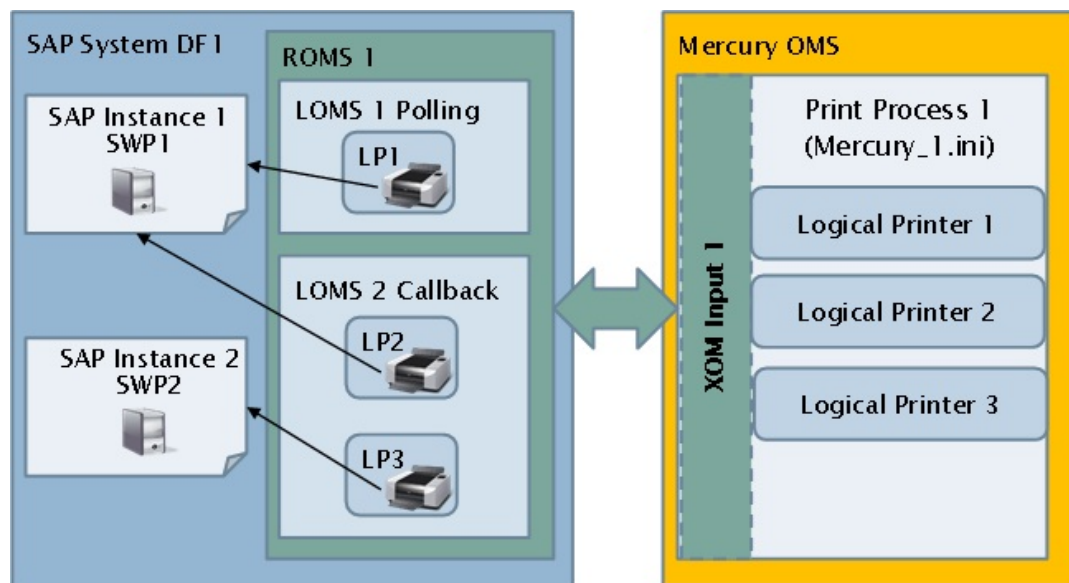 SAP System DF1
SAP Instance 1
SWP1
SAP Instance 2
SWP2
ROMS 1
LOMS 1 Polling
LP1
LOMS 2 Callback
LP2
LP3
Mercury OMS
XOM Input 1
Print Process 1
(Mercury_1.ini)
Logical Printer 1
Logical Printer 2
Logical Printer 3